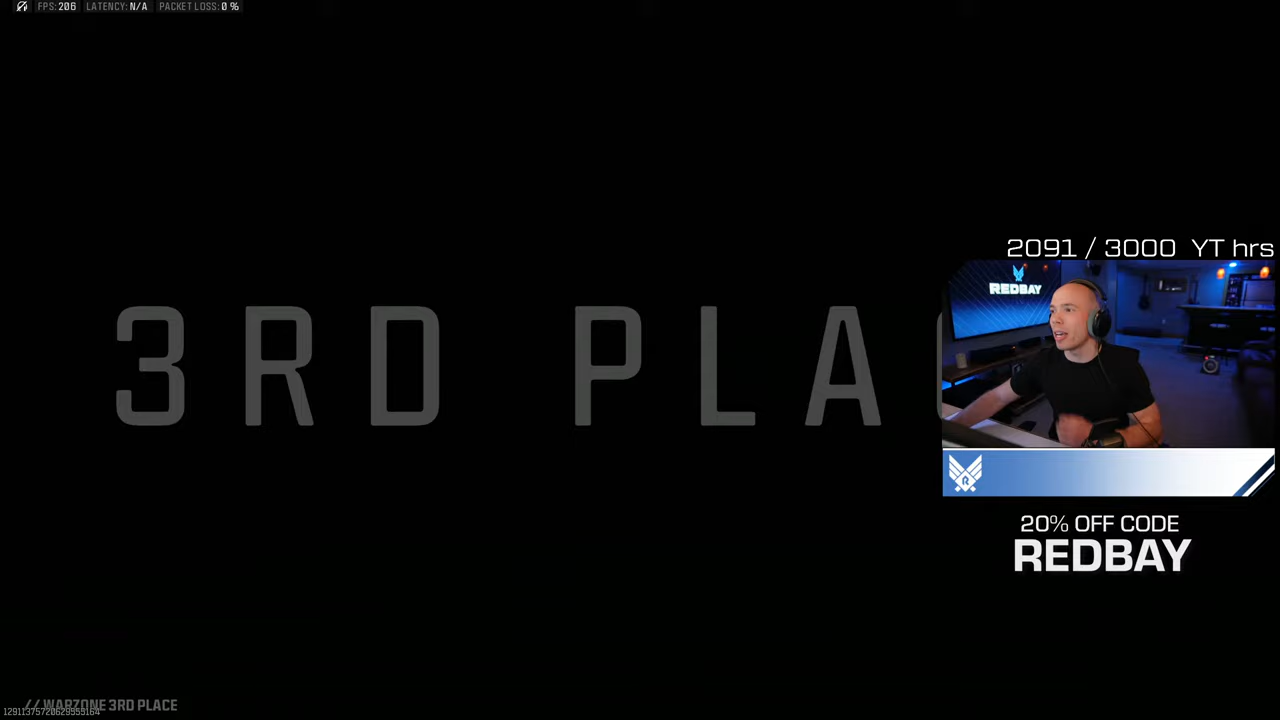 FPS: 206 LATENCY: N/A PACKET LOSS: 0 %
2091 / 3000 YT hrs
REDBAY
3RD PLA
R
20% OFF CODE
REDBAY
// WARZONE 3RD PLACE